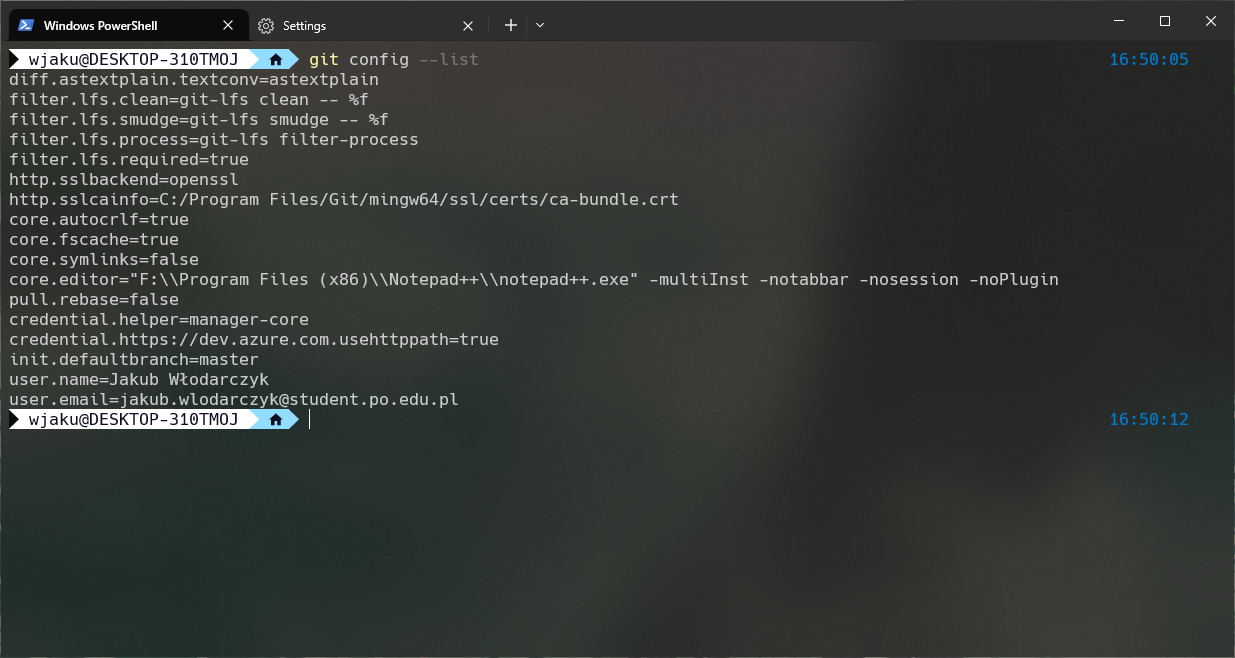 Windows PowerShell
Settings
wjaku@DESKTOP-310TMOJ git config --list 16:50:05
diff.astextplain.textconv=astextplain
filter.lfs.clean=git-lfs clean -- %f
filter.lfs.smudge=git-lfs smudge -- %f
filter.lfs.process=git-lfs filter-process
filter.lfs.required=true
http.sslbackend=openssl
http.sslcainfo=C:/Program Files/Git/mingw64/ssl/certs/ca-bundle.crt
core.autocrlf=true
core.fscache=true
core.symlinks=false
core.editor="F:\\Program Files (x86)\\Notepad++\\notepad++.exe" -multiInst -notabbar -nosession -noPlugin
pull.rebase=false
credential.helper=manager-core
credential.https://dev.azure.com.usehttppath=true
init.defaultbranch=master
user.name=Jakub Włodarczyk
user.email=jakub.wlodarczyk@student.po.edu.pl
wjaku@DESKTOP-310TMOJ 16:50:12